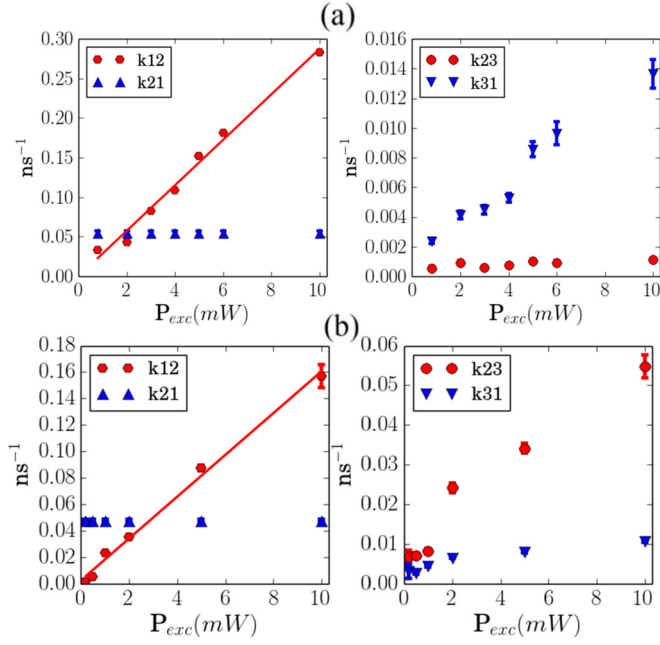 (a)
0.30
0.25
0.20
0.15
0.10
0.05
0.00
ns⁻¹
k12
k21
0 2 4 6 8 10
P_exc(mW)
0.016
0.014
0.012
0.010
0.008
0.006
0.004
0.002
0.000
ns⁻¹
k23
k31
0 2 4 6 8 10
P_exc(mW)
(b)
0.18
0.16
0.14
0.12
0.10
0.08
0.06
0.04
0.02
0.00
ns⁻¹
k12
k21
0 2 4 6 8 10
P_exc(mW)
0.06
0.05
0.04
0.03
0.02
0.01
0.00
ns⁻¹
k23
k31
0 2 4 6 8 10
P_exc(mW)